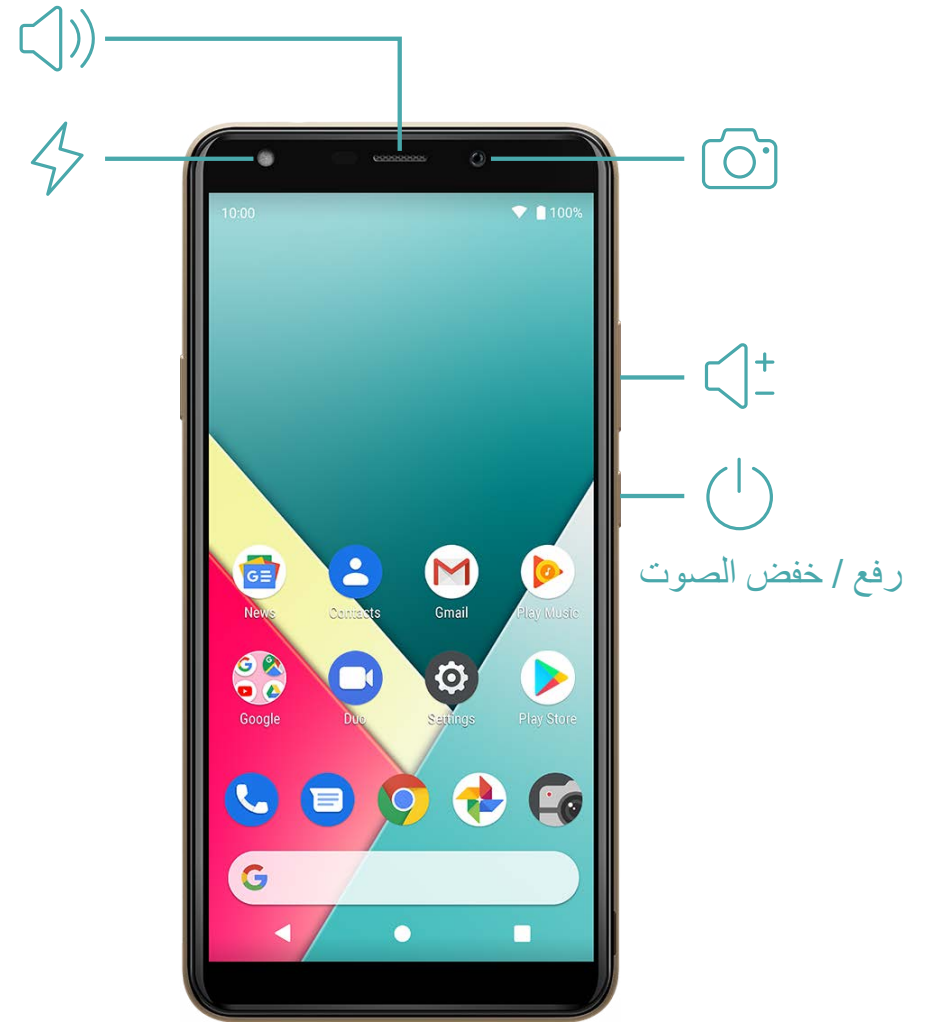 10:00
100%
رفع / خفض الصوت
News
Contacts
Gmail
Play Music
Google
Duo
Settings
Play Store